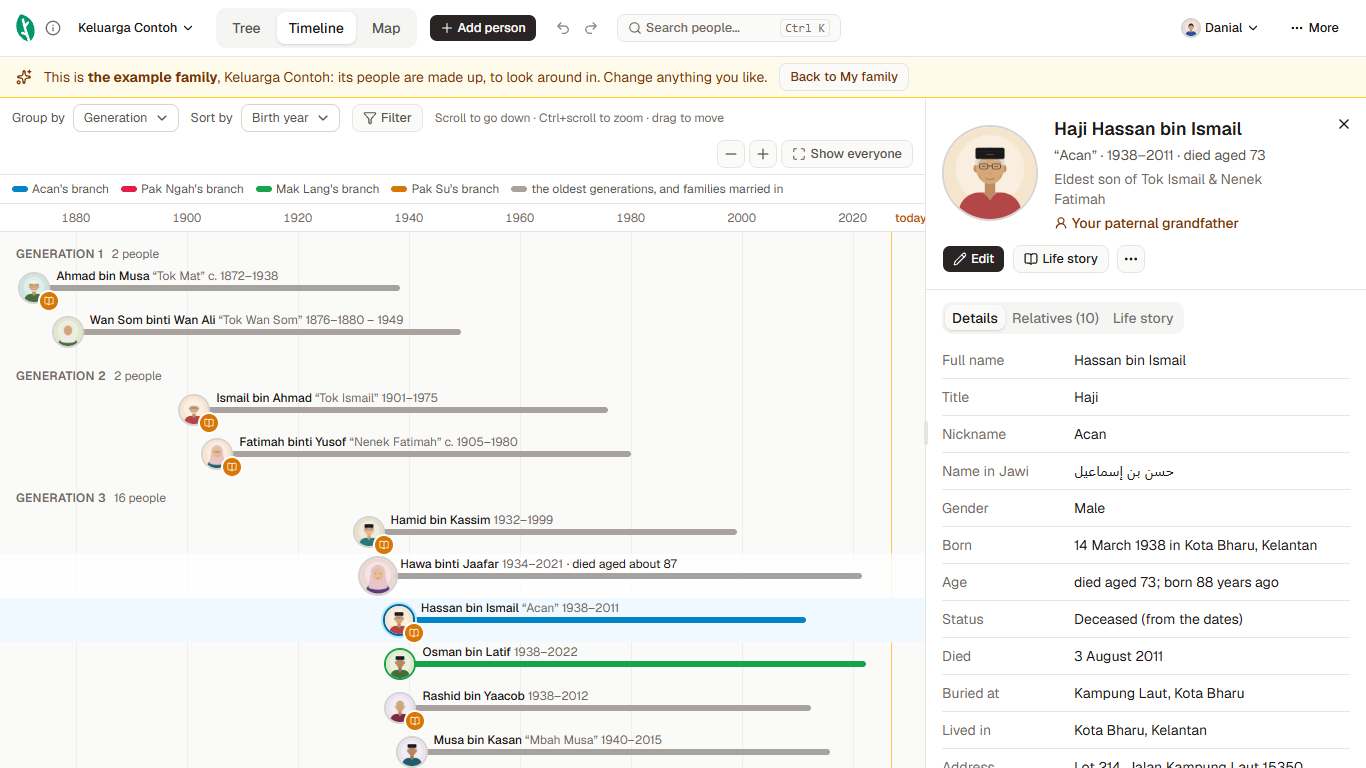 Keluarga Contoh
Tree
Timeline
Map
+ Add person
Search people...
Ctrl K
Danial
More
This is the example family, Keluarga Contoh: its people are made up, to look around in. Change anything you like.
Back to My family
Group by
Generation
Sort by
Birth year
Filter
Scroll to go down · Ctrl+scroll to zoom · drag to move
Show everyone
Acan's branch
Pak Ngah's branch
Mak Lang's branch
Pak Su's branch
the oldest generations, and families married in
1880 1900 1920 1940 1960 1980 2000 2020 today
GENERATION 1 2 people
Ahmad bin Musa “Tok Mat” c. 1872–1938
Wan Som binti Wan Ali “Tok Wan Som” 1876–1880 – 1949
GENERATION 2 2 people
Ismail bin Ahmad “Tok Ismail” 1901–1975
Fatimah binti Yusof “Nenek Fatimah” c. 1905–1980
GENERATION 3 16 people
Hamid bin Kassim 1932–1999
Hawa binti Jaafar 1934–2021 · died aged about 87
Hassan bin Ismail “Acan” 1938–2011
Osman bin Latif 1938–2022
Rashid bin Yaacob 1938–2012
Musa bin Kasan “Mbah Musa” 1940–2015
Haji Hassan bin Ismail
“Acan” · 1938–2011 · died aged 73
Eldest son of Tok Ismail & Nenek
Fatimah
Your paternal grandfather
Edit
Life story
Details
Relatives (10)
Life story
Full name Hassan bin Ismail
Title Haji
Nickname Acan
Name in Jawi حسن بن إسماعيل
Gender Male
Born 14 March 1938 in Kota Bharu, Kelantan
Age died aged 73; born 88 years ago
Status Deceased (from the dates)
Died 3 August 2011
Buried at Kampung Laut, Kota Bharu
Lived in Kota Bharu, Kelantan
Address Lot 214, Jalan Kampung Laut 15350